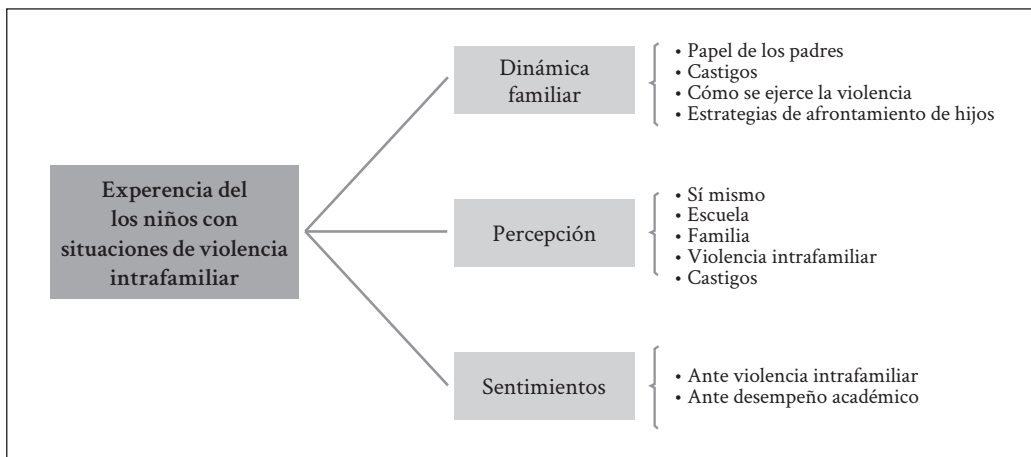 Experencia del
los niños con
situaciones de violencia
intrafamiliar
Dinámica
familiar
• Papel de los padres
• Castigos
• Cómo se ejerce la violencia
• Estrategias de afrontamiento de hijos
Percepción
• Sí mismo
• Escuela
• Familia
• Violencia intrafamiliar
• Castigos
Sentimientos
• Ante violencia intrafamiliar
• Ante desempeño académico